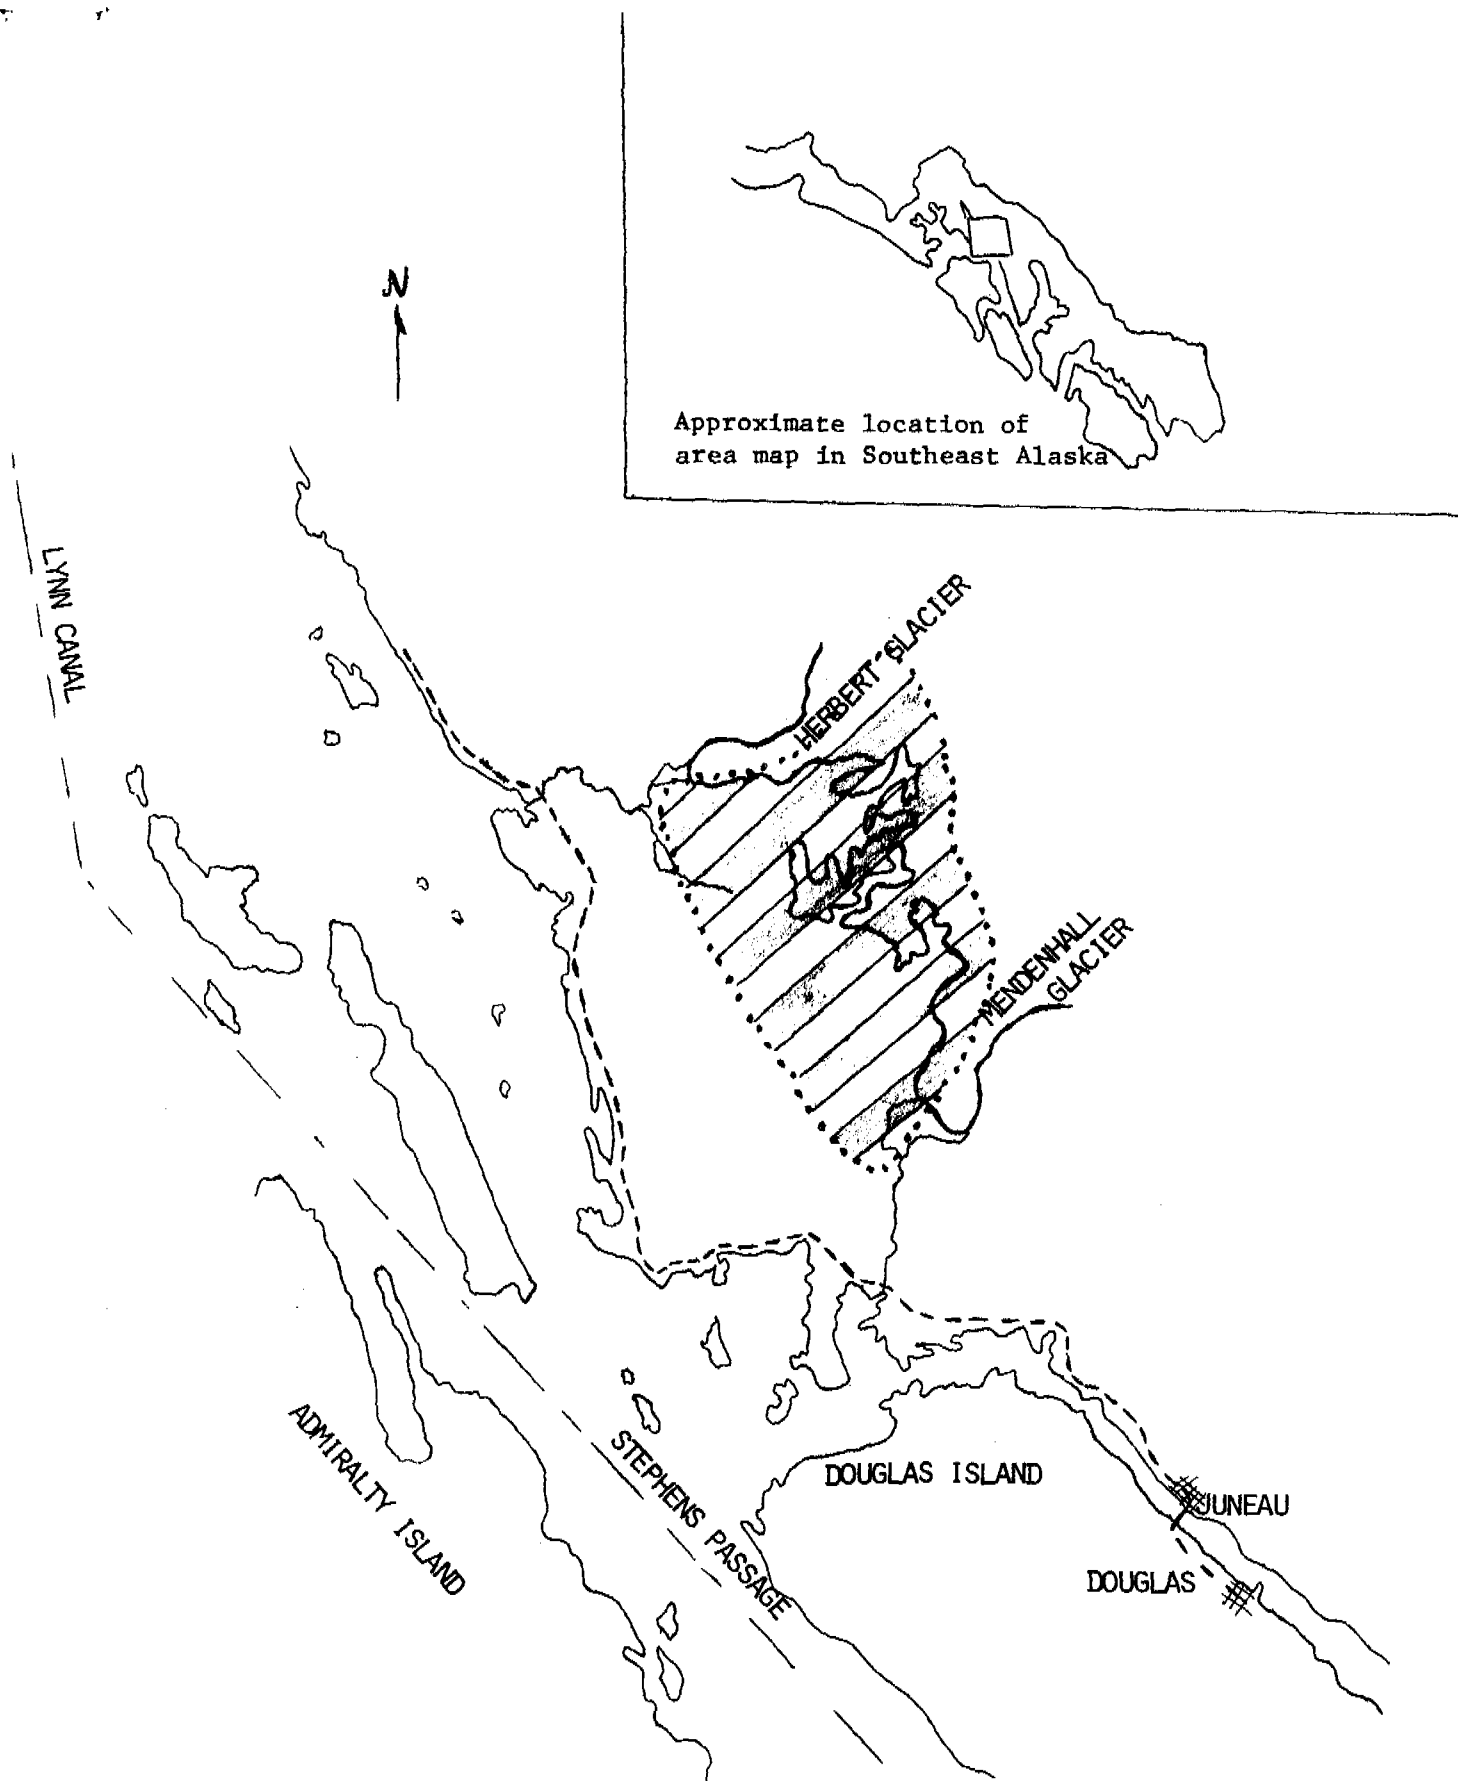 N
Approximate location of
area map in Southeast Alaska
LYNN CANAL
HERBERT GLACIER
MENDENHALL
GLACIER
ADMIRALTY ISLAND
STEPHENS PASSAGE
DOUGLAS ISLAND
JUNEAU
DOUGLAS